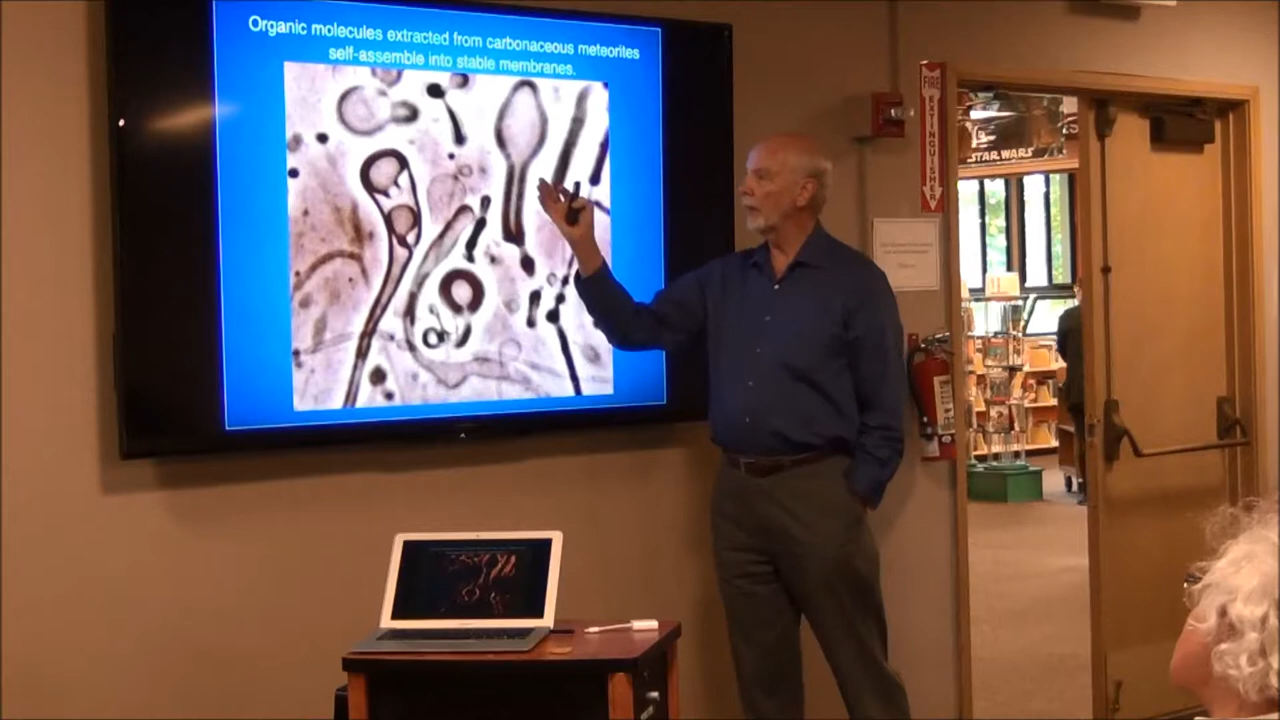 Organic molecules extracted from carbonaceous meteorites
self-assemble into stable membranes.
FIRE
EXTINGUISHER
STAR WARS